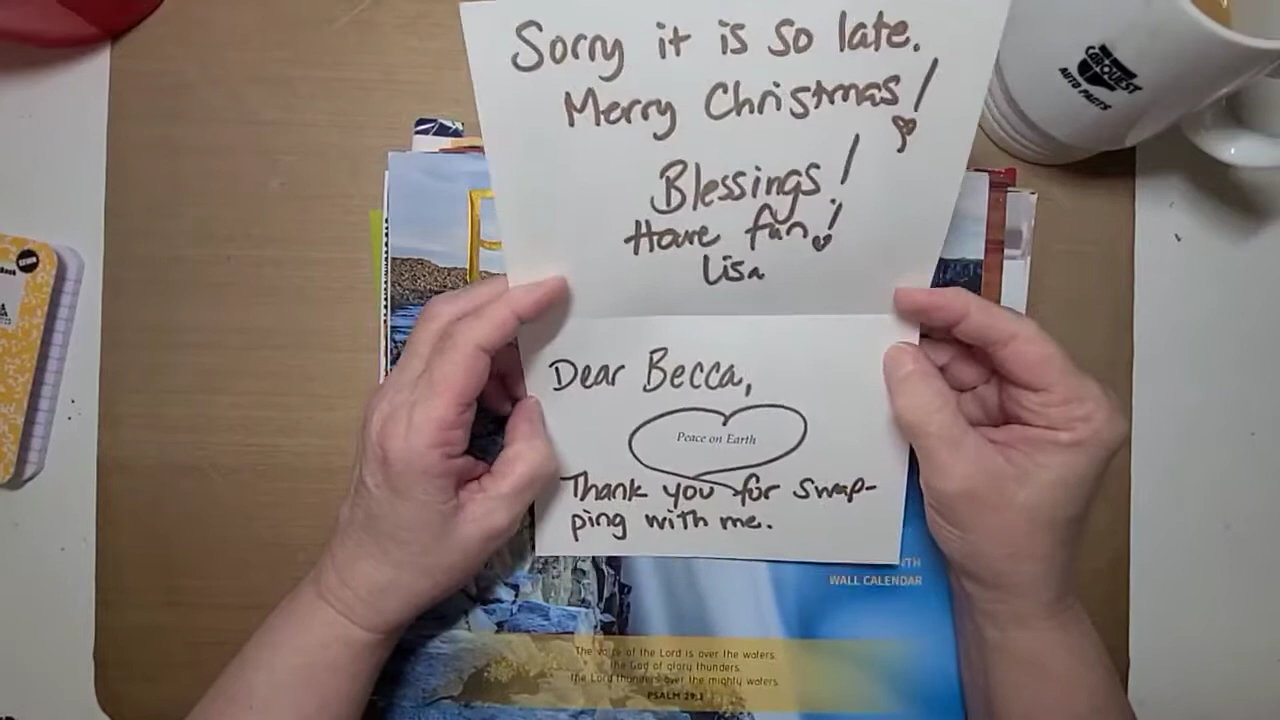 Sorry it is so late.
Merry Christmas!
Blessings!
Have fun!
Lisa
Dear Becca,
Peace on Earth
Thank you for swap-
ping with me.
CARQUEST
AUTO PARTS
WALL CALENDAR
The voice of the Lord is over the waters.
The God of glory thunders.
The Lord thunders over the mighty waters.
PSALM 29:3